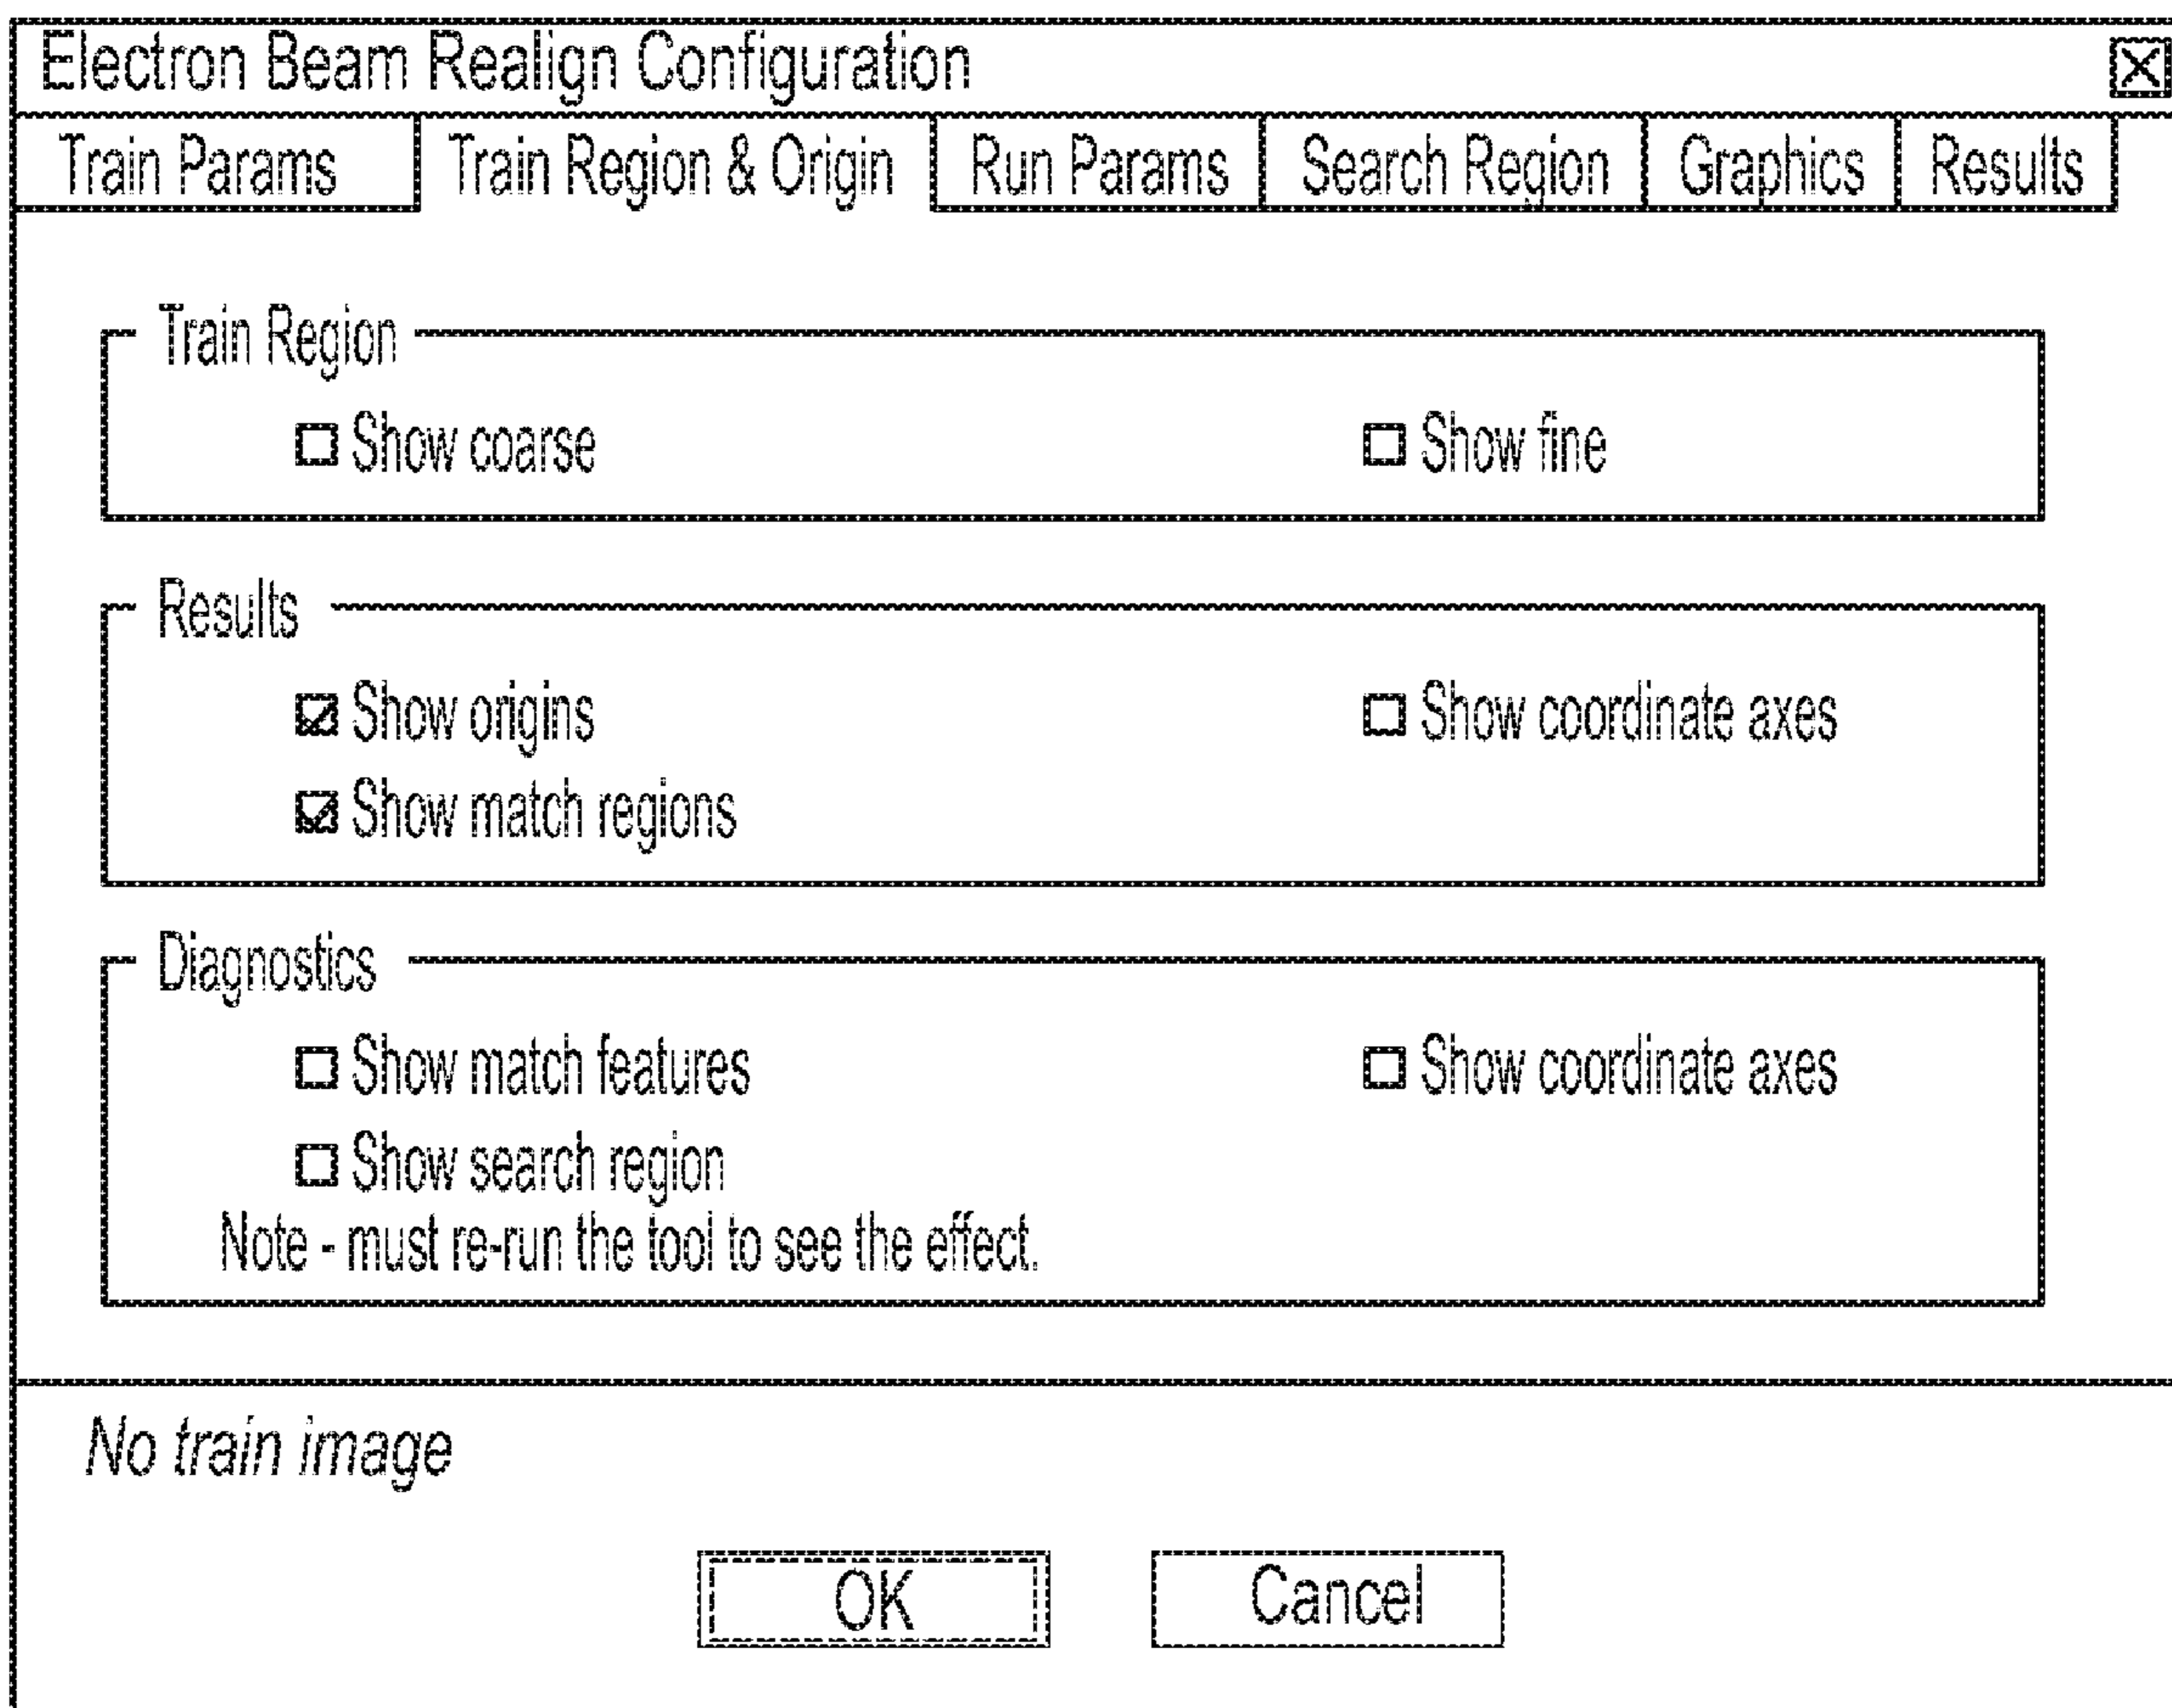 Electron Beam Realign Configuration
Train Params Train Region & Origin Run Params Search Region Graphics Results
Train Region
Show coarse Show fine
Results
Show origins Show coordinate axes
Show match regions
Diagnostics
Show match features Show coordinate axes
Show search region
Note - must re-run the tool to see the effect.
No train image
OK Cancel